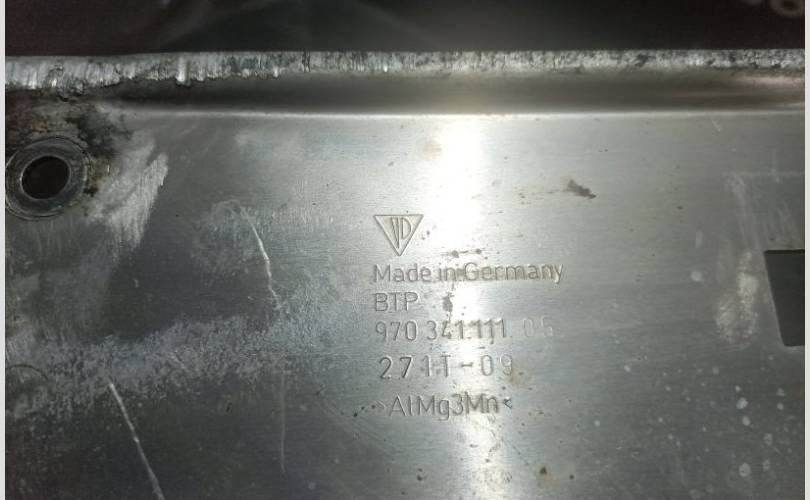 Made in Germany
BTP
970 341.111.05
2711-09
>AlMg3Mn<